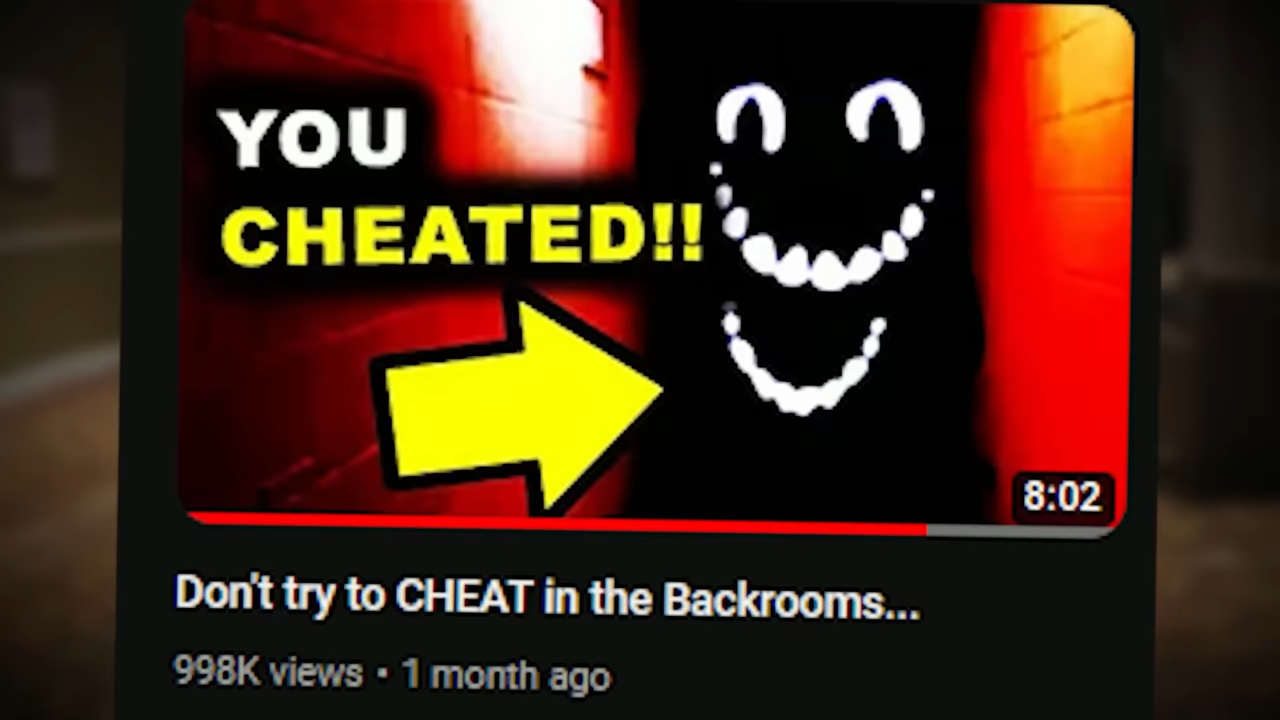 YOU
CHEATED!!
8:02
Don't try to CHEAT in the Backrooms...
998K views • 1 month ago